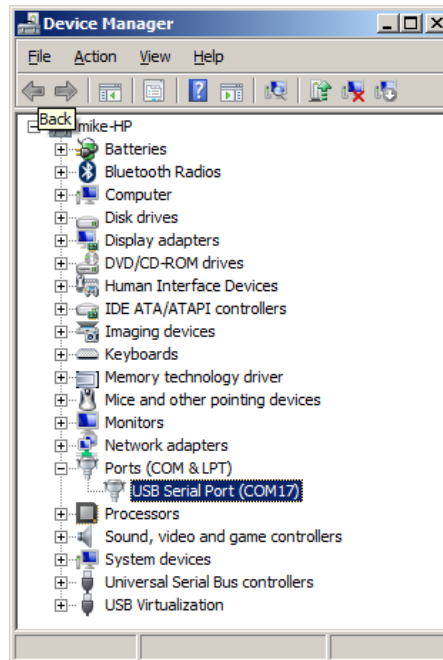 Device Manager
File Action View Help
Back
mike-HP
Batteries
Bluetooth Radios
Computer
Disk drives
Display adapters
DVD/CD-ROM drives
Human Interface Devices
IDE ATA/ATAPI controllers
Imaging devices
Keyboards
Memory technology driver
Mice and other pointing devices
Monitors
Network adapters
Ports (COM & LPT)
USB Serial Port (COM17)
Processors
Sound, video and game controllers
System devices
Universal Serial Bus controllers
USB Virtualization